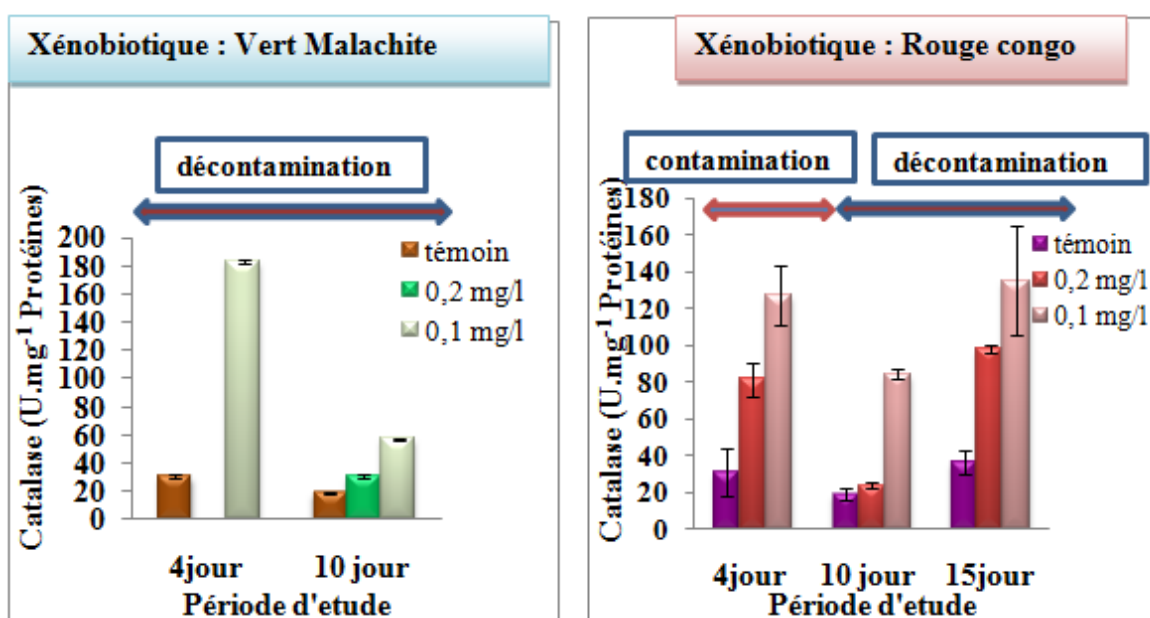 Xénobiotique : Vert Malachite
décontamination
Catalase (U.mg⁻¹ Protéines)
200
180
160
140
120
100
80
60
40
20
0
témoin
0,2 mg/l
0,1 mg/l
4jour 10 jour
Période d'etude
Xénobiotique : Rouge congo
contamination décontamination
Catalase (U.mg⁻¹ Protéines)
180
160
140
120
100
80
60
40
20
0
témoin
0,2 mg/l
0,1 mg/l
4jour 10 jour 15jour
Période d'etude